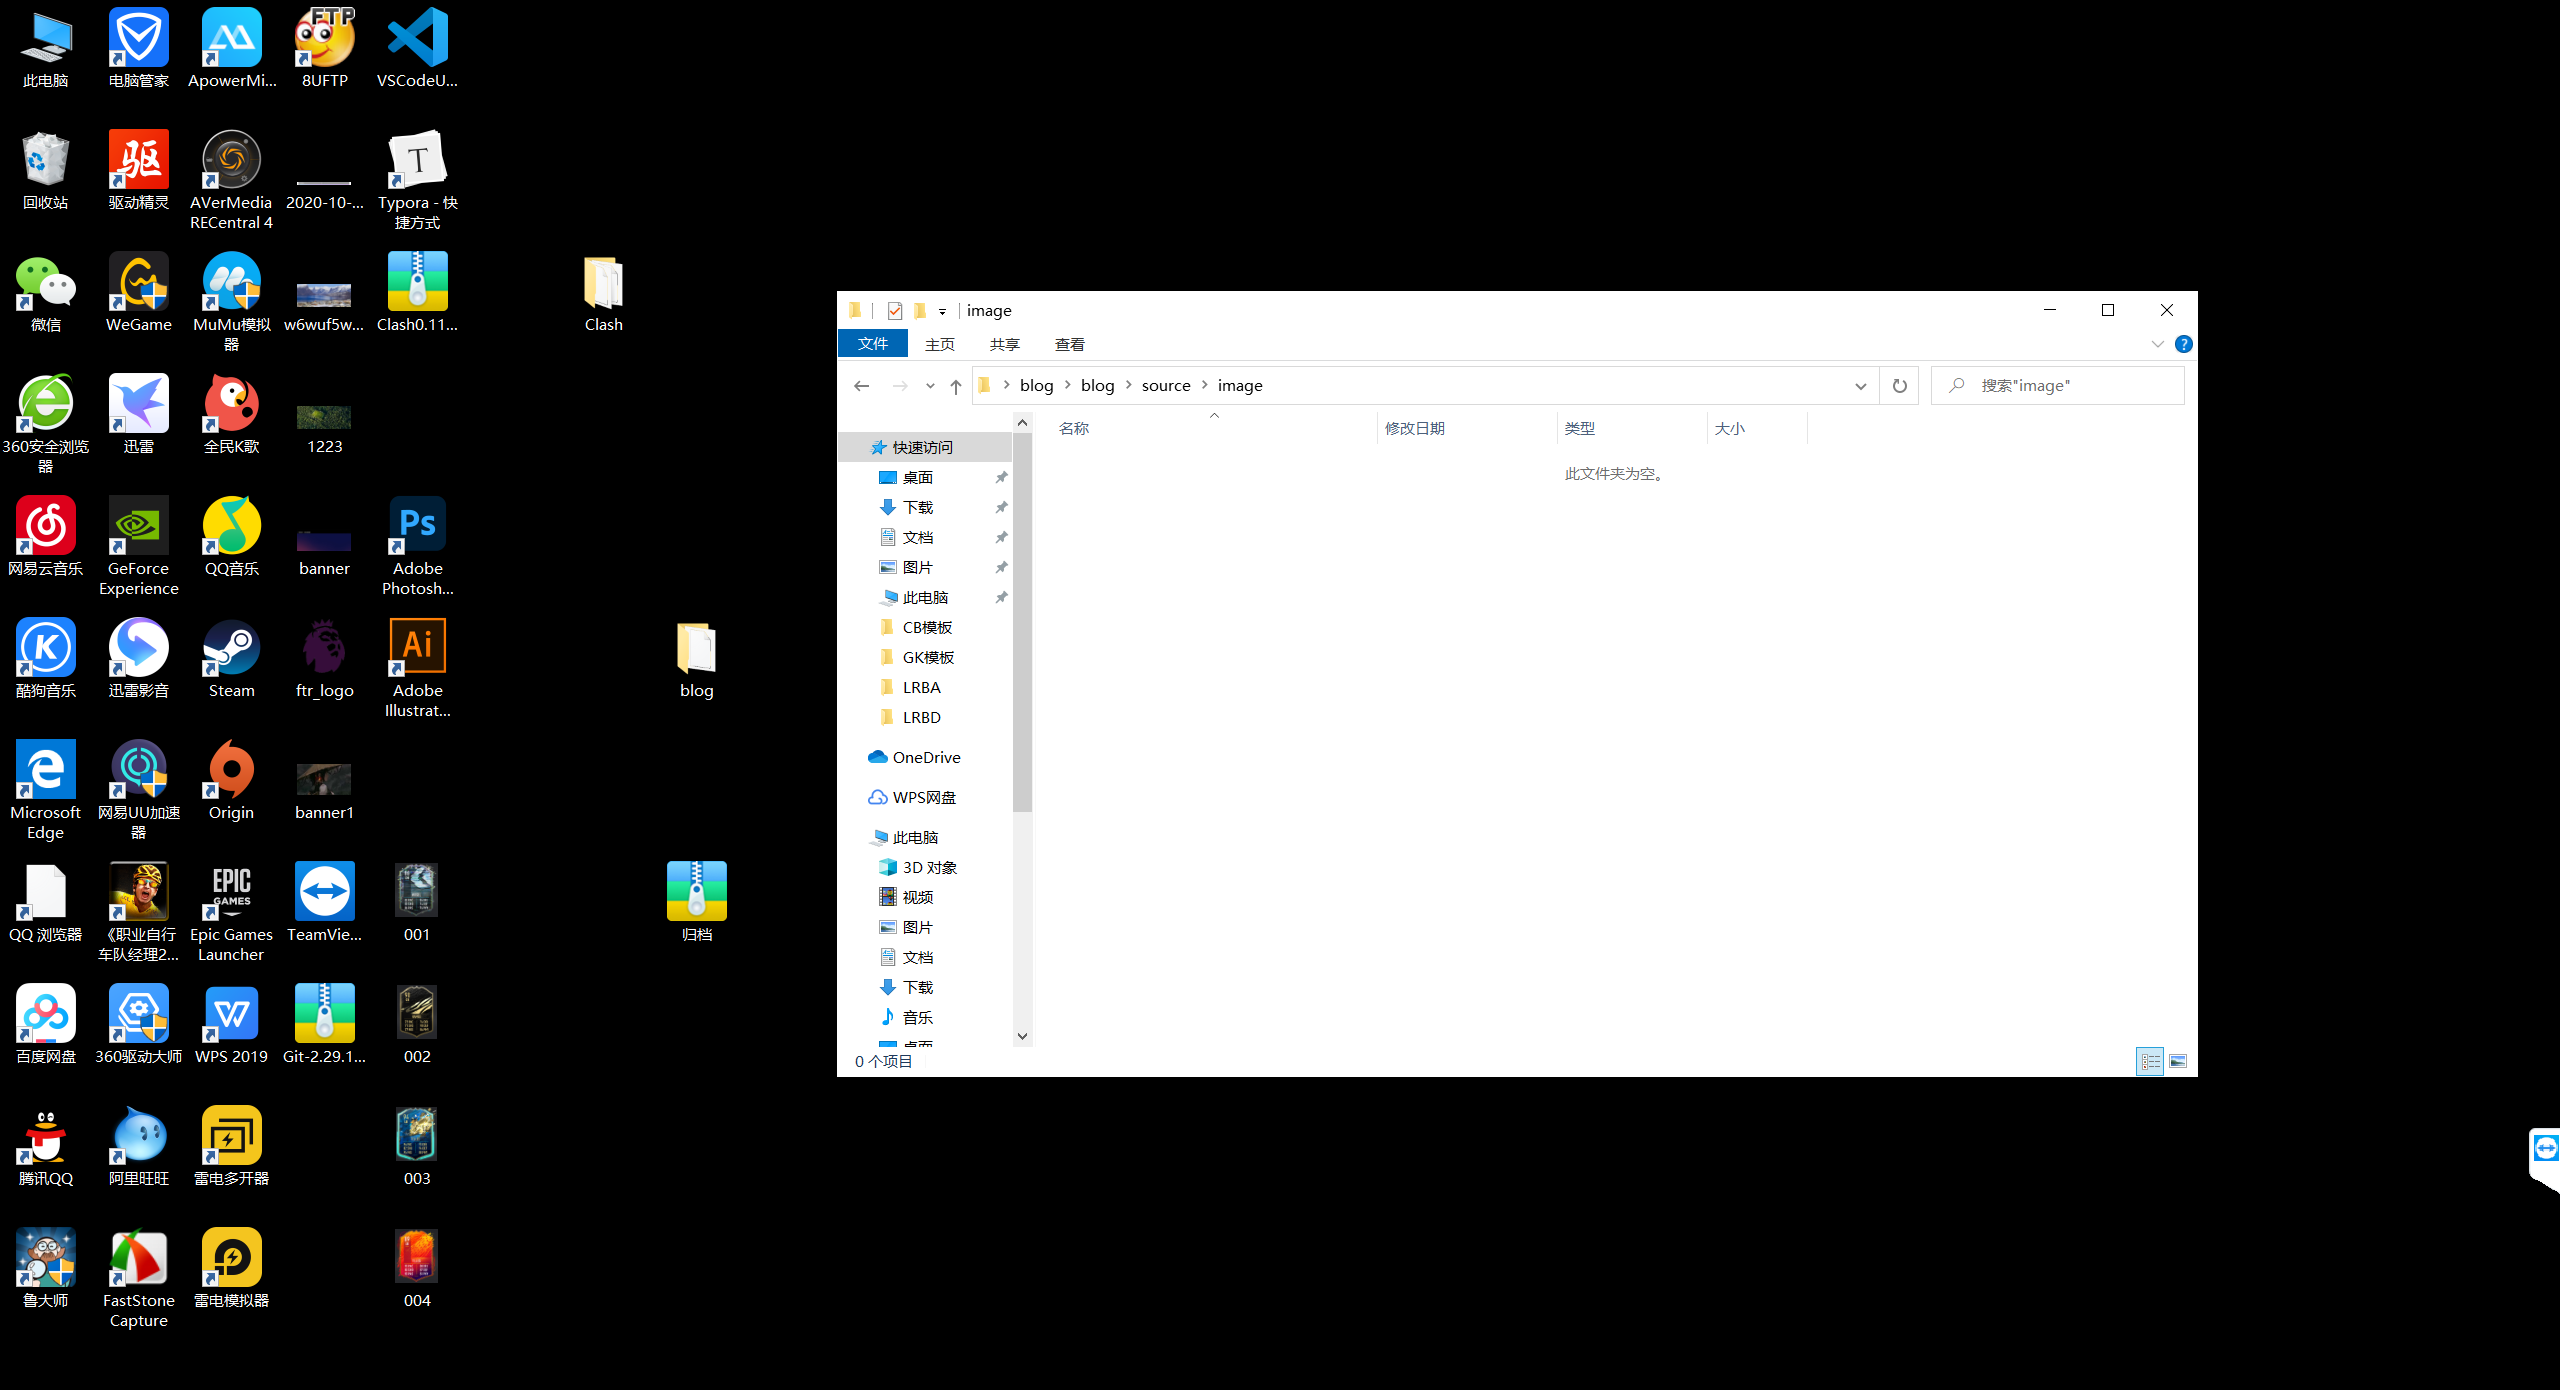 此电脑
电脑管家
ApowerMi...
FTP
8UFTP
VSCodeU...
回收站
驱
驱动精灵
AVerMedia
RECentral 4
2020-10-...
T
Typora - 快
捷方式
微信
WeGame
MuMu模拟
器
w6wuf5w...
Clash0.11...
Clash
360安全浏览
器
迅雷
全民K歌
1223
网易云音乐
GeForce
Experience
QQ音乐
banner
Ps
Adobe
Photosh...
K
酷狗音乐
迅雷影音
Steam
ftr_logo
Ai
Adobe
Illustrat...
blog
Microsoft
Edge
网易UU加速
器
Origin
banner1
QQ 浏览器
《职业自行
车队经理2...
EPIC
GAMES
Epic Games
Launcher
TeamVie...
001
归档
百度网盘
360驱动大师
WPS 2019
Git-2.29.1...
002
腾讯QQ
阿里旺旺
雷电多开器
003
鲁大师
FastStone
Capture
雷电模拟器
004
image
文件
主页
共享
查看
blog
blog
source
image
搜索"image"
名称
修改日期
类型
大小
此文件夹为空。
快速访问
桌面
下载
文档
图片
此电脑
CB模板
GK模板
LRBA
LRBD
OneDrive
WPS网盘
此电脑
3D 对象
视频
图片
文档
下载
音乐
桌面
0 个项目